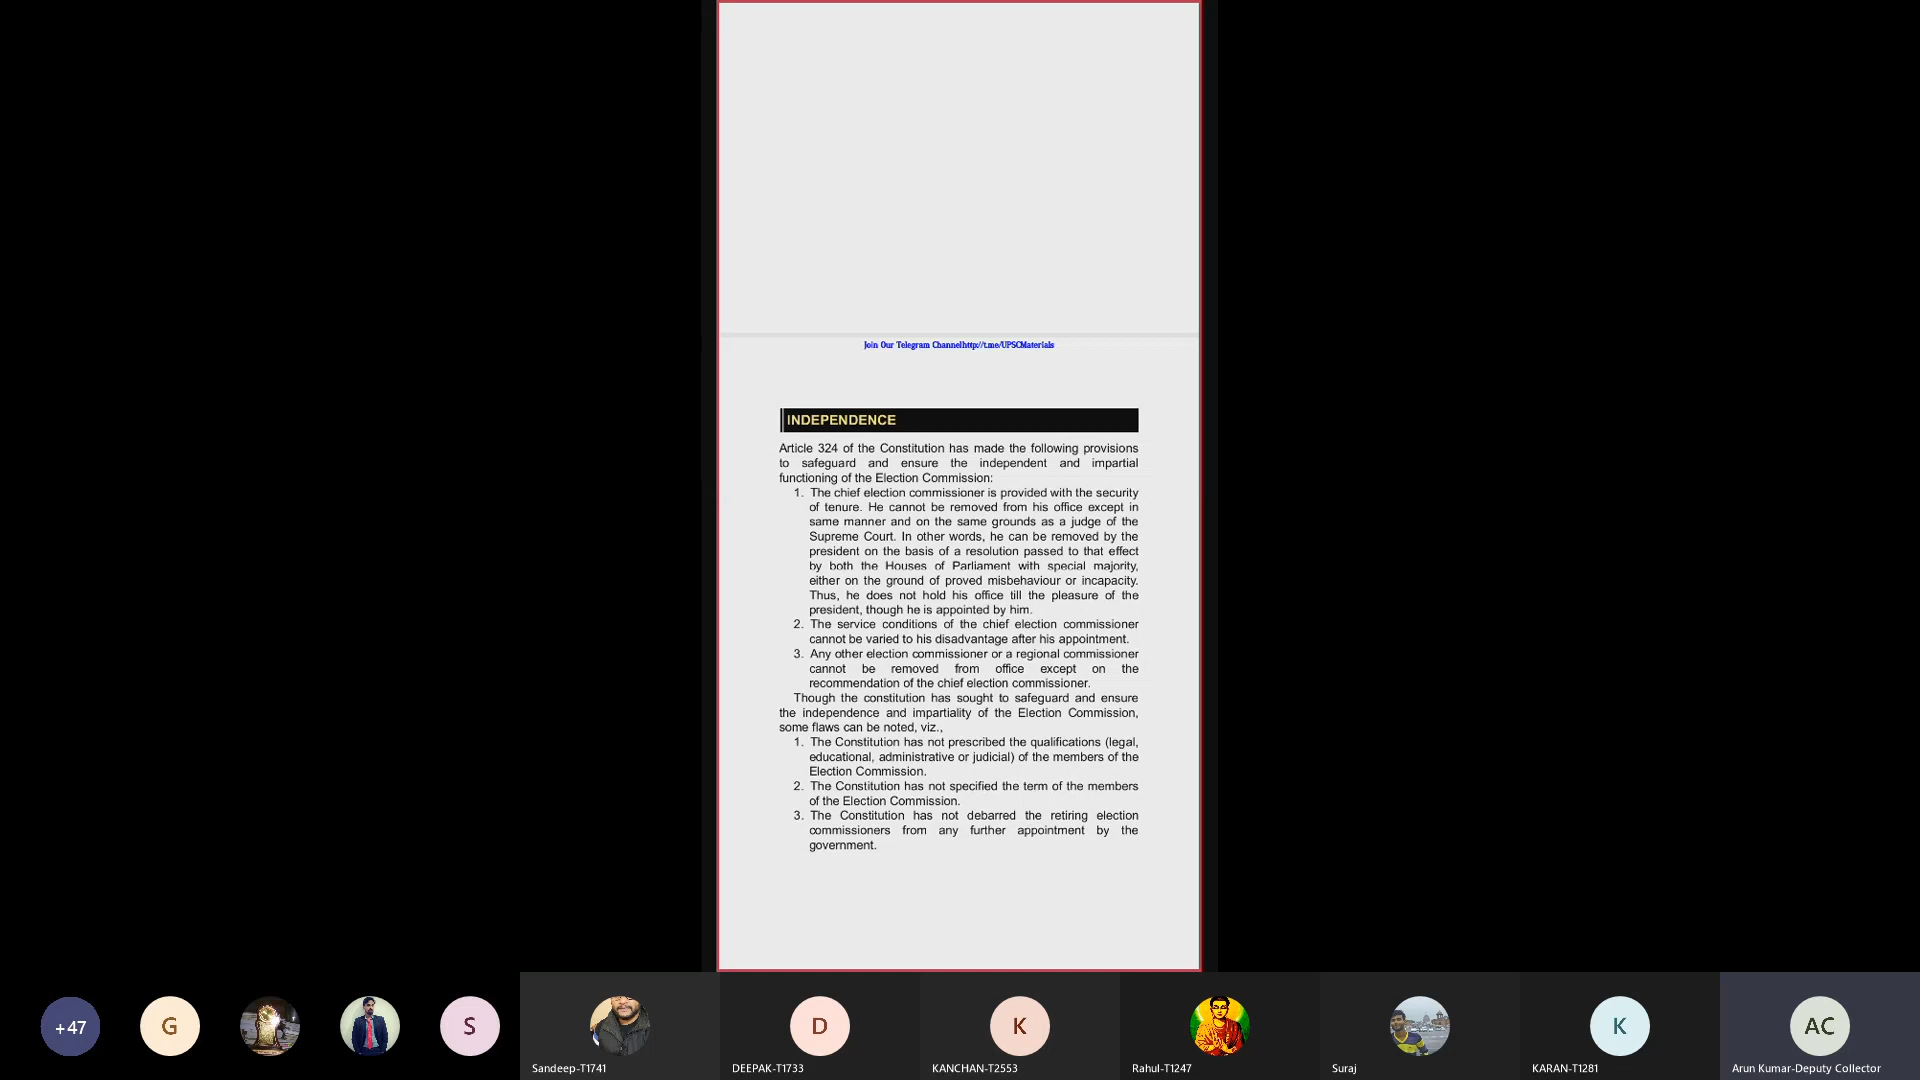 Join Our Telegram Channelhttp://t.me/UPSCMaterials
INDEPENDENCE
Article 324 of the Constitution has made the following provisions
to safeguard and ensure the independent and impartial
functioning of the Election Commission:
1. The chief election commissioner is provided with the security
of tenure. He cannot be removed from his office except in
same manner and on the same grounds as a judge of the
Supreme Court. In other words, he can be removed by the
president on the basis of a resolution passed to that effect
by both the Houses of Parliament with special majority,
either on the ground of proved misbehaviour or incapacity.
Thus, he does not hold his office till the pleasure of the
president, though he is appointed by him.
2. The service conditions of the chief election commissioner
cannot be varied to his disadvantage after his appointment.
3. Any other election commissioner or a regional commissioner
cannot be removed from office except on the
recommendation of the chief election commissioner.
Though the constitution has sought to safeguard and ensure
the independence and impartiality of the Election Commission,
some flaws can be noted, viz.,
1. The Constitution has not prescribed the qualifications (legal,
educational, administrative or judicial) of the members of the
Election Commission.
2. The Constitution has not specified the term of the members
of the Election Commission.
3. The Constitution has not debarred the retiring election
commissioners from any further appointment by the
government.
+47
G
S
D
K
K
AC
Sandeep-T1741
DEEPAK-T1733
KANCHAN-T2553
Rahul-T1247
Suraj
KARAN-T1281
Arun Kumar-Deputy Collector